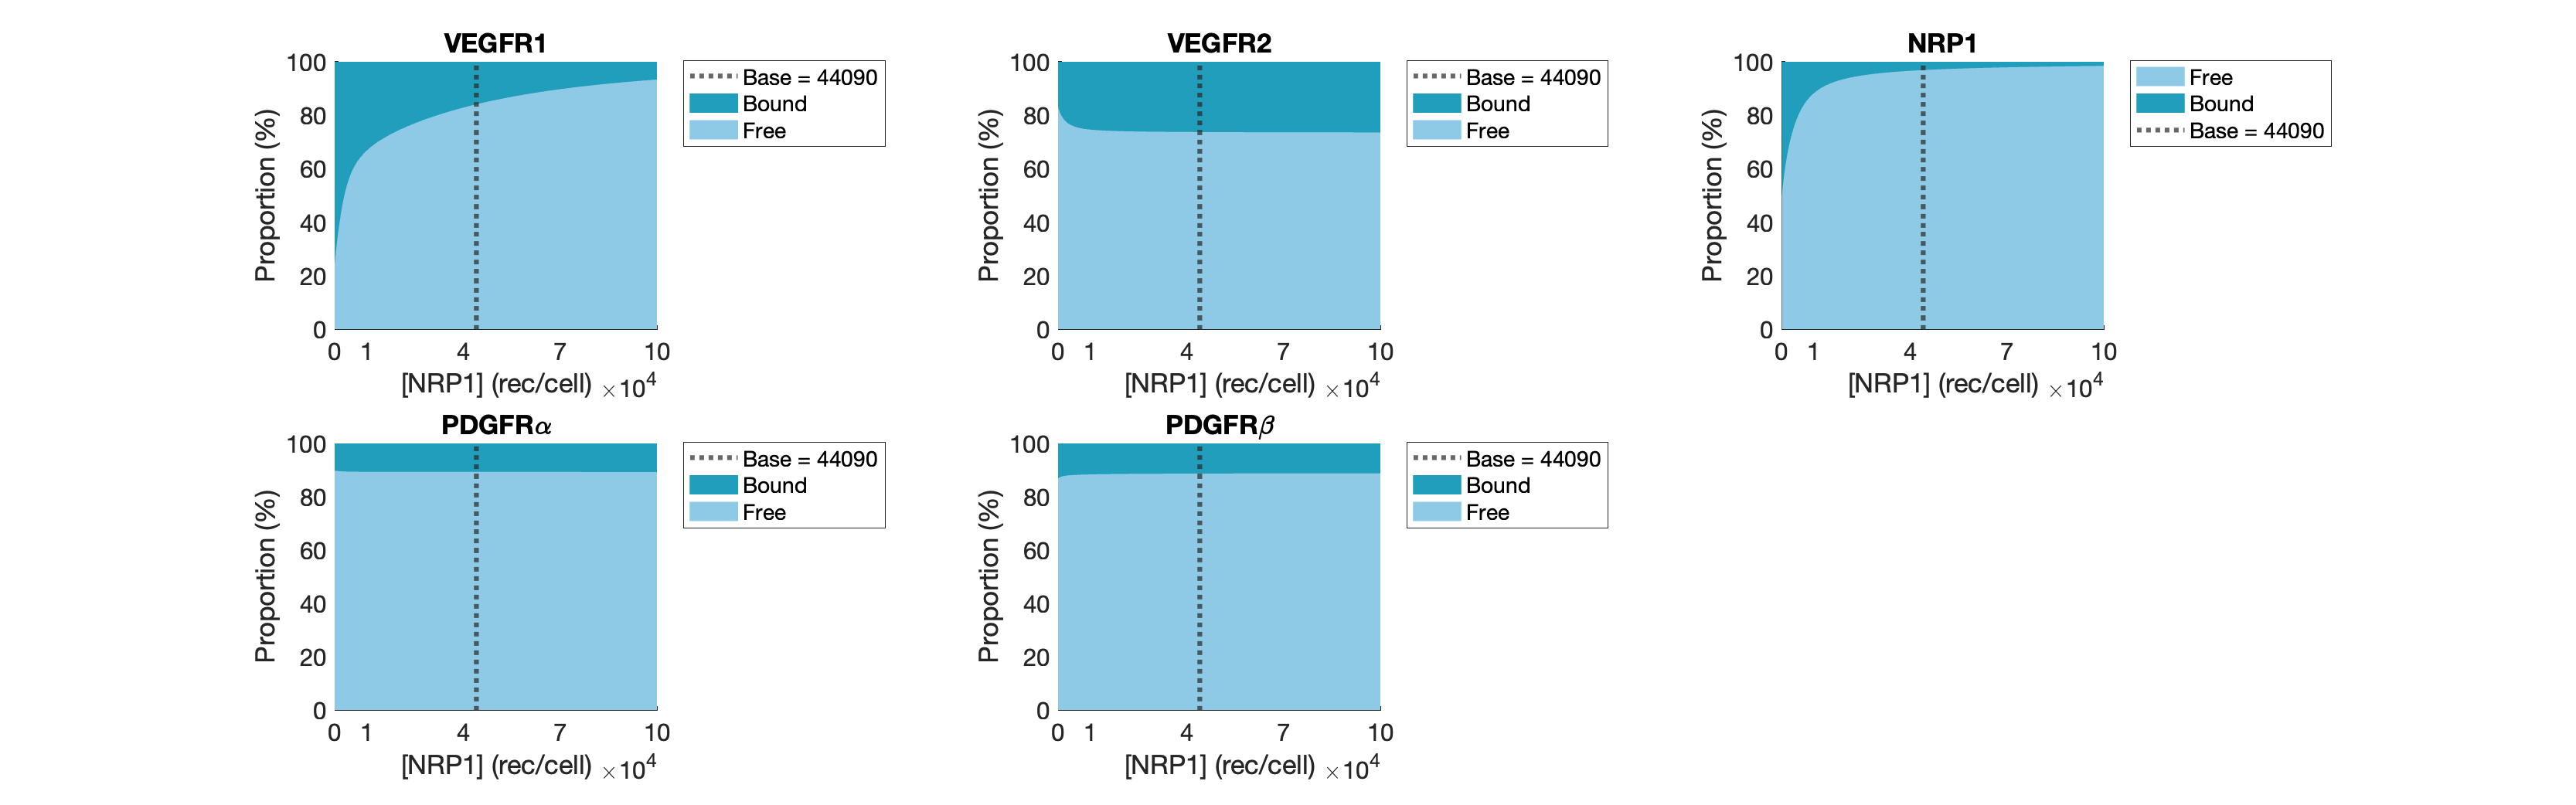 VEGFR1
100
80
60
40
20
0
Proportion (%)
0 1 4 7 10
[NRP1] (rec/cell) ×10⁴
Base = 44090
Bound
Free
VEGFR2
100
80
60
40
20
0
Proportion (%)
0 1 4 7 10
[NRP1] (rec/cell) ×10⁴
Base = 44090
Bound
Free
NRP1
100
80
60
40
20
0
Proportion (%)
0 1 4 7 10
[NRP1] (rec/cell) ×10⁴
Free
Bound
Base = 44090
PDGFRα
100
80
60
40
20
0
Proportion (%)
0 1 4 7 10
[NRP1] (rec/cell) ×10⁴
Base = 44090
Bound
Free
PDGFRβ
100
80
60
40
20
0
Proportion (%)
0 1 4 7 10
[NRP1] (rec/cell) ×10⁴
Base = 44090
Bound
Free